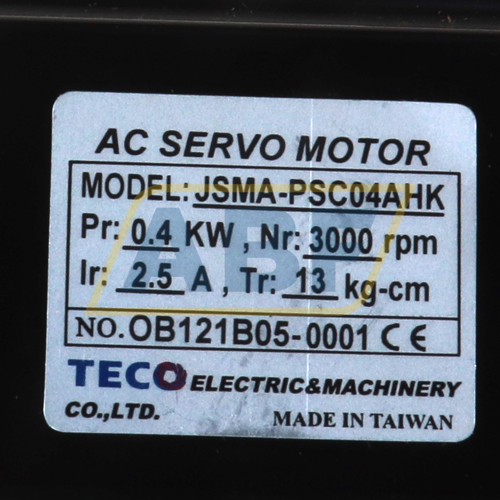 AC SERVO MOTOR
MODEL: JSMA-PSC04AHK
Pr: 0.4 KW , Nr: 3000 rpm
Ir: 2.5 A , Tr: 13 kg-cm
NO. OB121B05-0001 CE
TECO ELECTRIC&MACHINERY
CO.,LTD. MADE IN TAIWAN
ABF